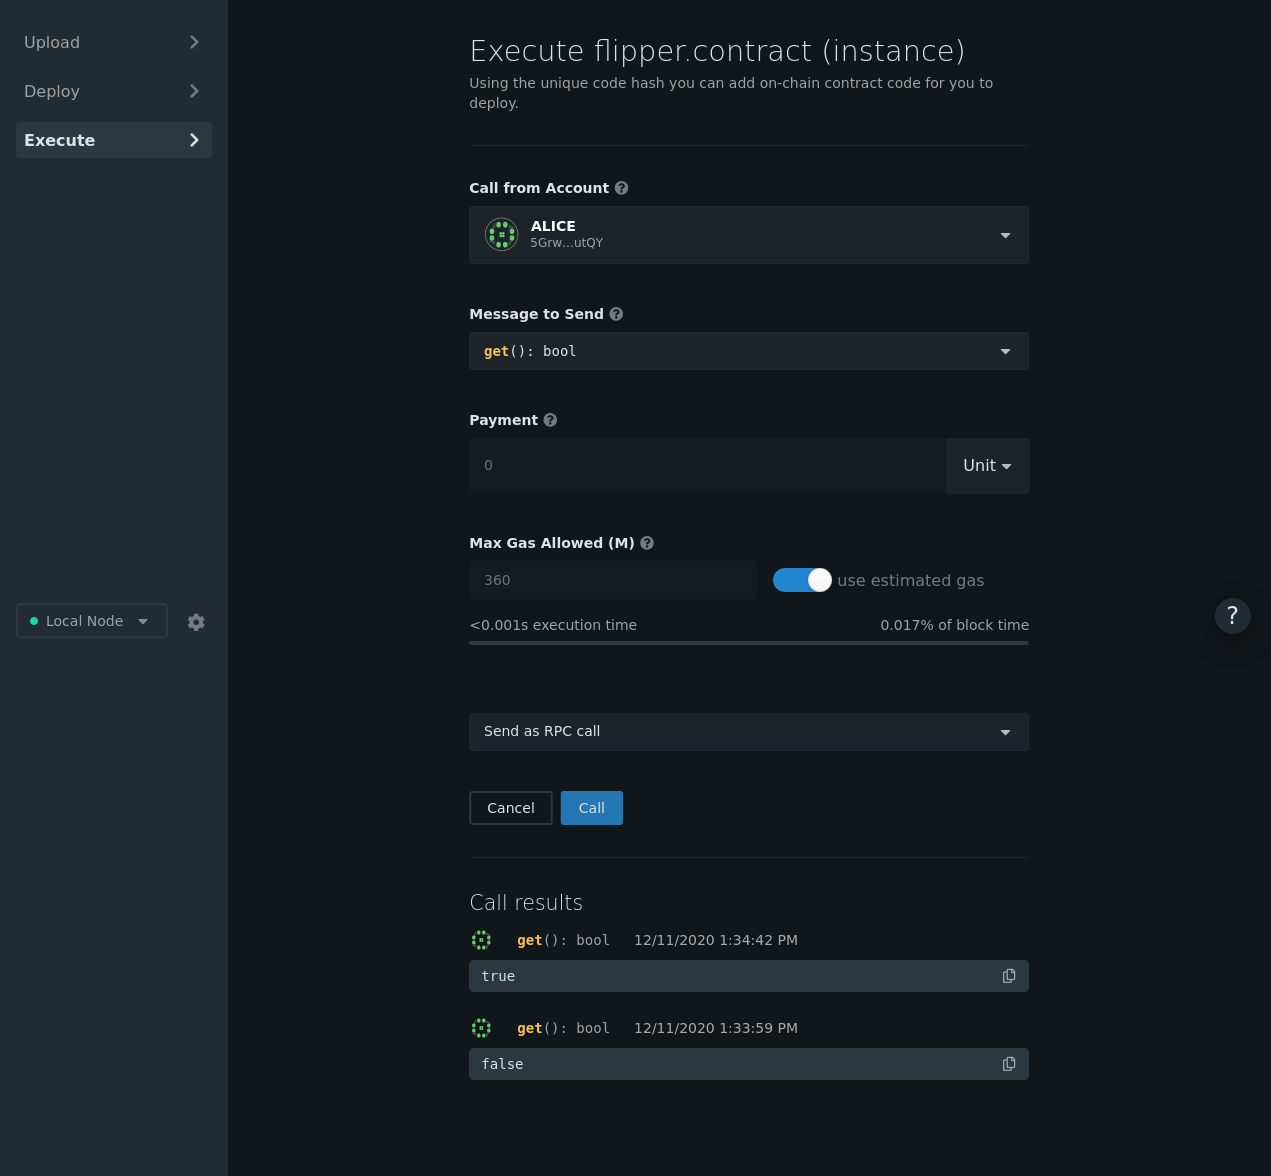 Upload
Deploy
Execute
Local Node
Execute flipper.contract (instance)
Using the unique code hash you can add on-chain contract code for you to
deploy.
Call from Account ?
ALICE
5Grw...utQY
Message to Send ?
get(): bool
Payment ?
0
Unit
Max Gas Allowed (M) ?
360
use estimated gas
<0.001s execution time
0.017% of block time
Send as RPC call
Cancel
Call
Call results
get(): bool 12/11/2020 1:34:42 PM
true
get(): bool 12/11/2020 1:33:59 PM
false
?